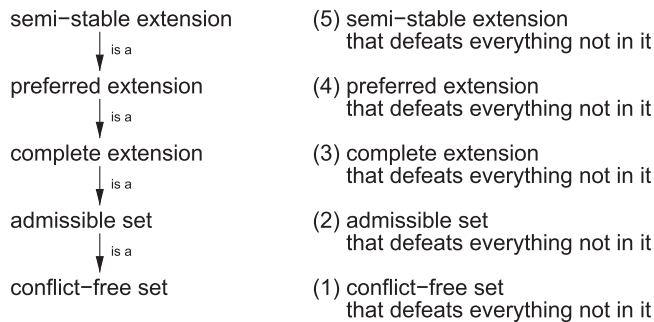 semi−stable extension
is a
preferred extension
is a
complete extension
is a
admissible set
is a
conflict−free set
(5) semi−stable extension
that defeats everything not in it
(4) preferred extension
that defeats everything not in it
(3) complete extension
that defeats everything not in it
(2) admissible set
that defeats everything not in it
(1) conflict−free set
that defeats everything not in it